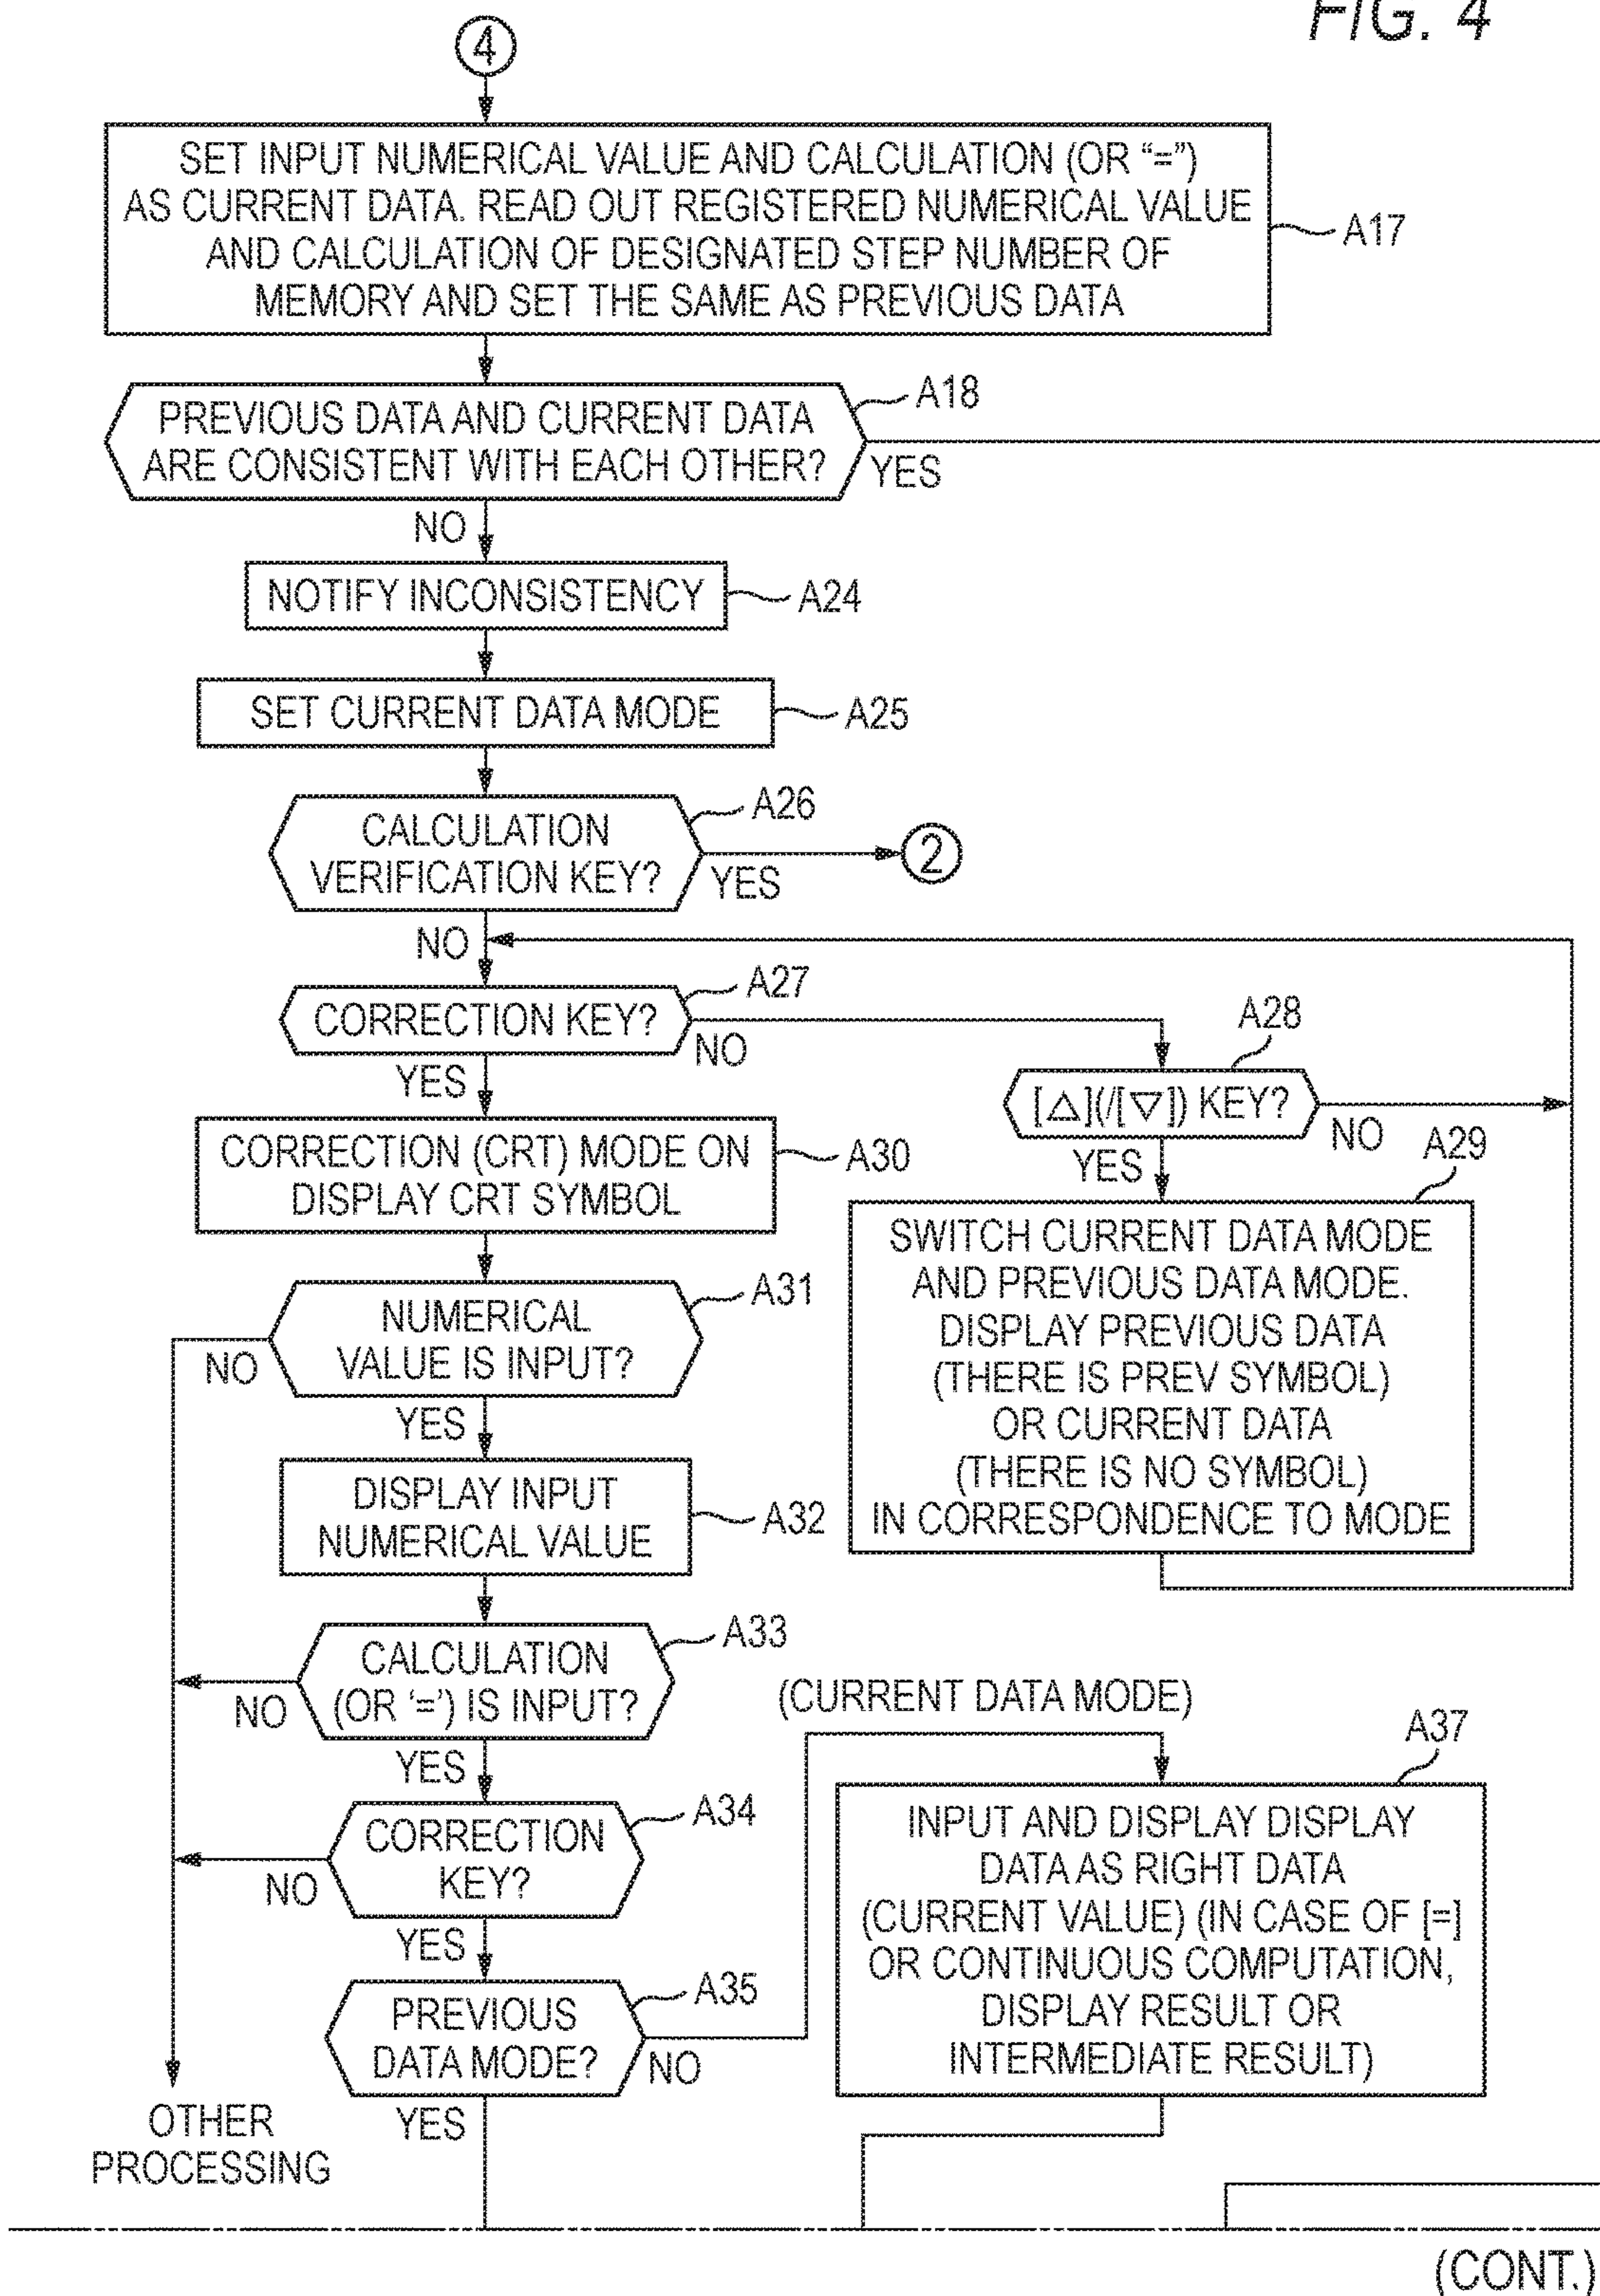 FIG. 4
4
SET INPUT NUMERICAL VALUE AND CALCULATION (OR “=”)
AS CURRENT DATA. READ OUT REGISTERED NUMERICAL VALUE
AND CALCULATION OF DESIGNATED STEP NUMBER OF
MEMORY AND SET THE SAME AS PREVIOUS DATA
A17
PREVIOUS DATA AND CURRENT DATA
ARE CONSISTENT WITH EACH OTHER?
A18
YES
NO
NOTIFY INCONSISTENCY
A24
SET CURRENT DATA MODE
A25
CALCULATION
VERIFICATION KEY?
A26
YES
2
NO
CORRECTION KEY?
A27
NO
YES
[△](/[▽]) KEY?
A28
NO
YES
A29
SWITCH CURRENT DATA MODE
AND PREVIOUS DATA MODE.
DISPLAY PREVIOUS DATA
(THERE IS PREV SYMBOL)
OR CURRENT DATA
(THERE IS NO SYMBOL)
IN CORRESPONDENCE TO MODE
CORRECTION (CRT) MODE ON
DISPLAY CRT SYMBOL
A30
NUMERICAL
VALUE IS INPUT?
A31
NO
YES
DISPLAY INPUT
NUMERICAL VALUE
A32
CALCULATION
(OR ‘=’) IS INPUT?
A33
NO
YES
CORRECTION
KEY?
A34
NO
YES
PREVIOUS
DATA MODE?
A35
NO
YES
(CURRENT DATA MODE)
A37
INPUT AND DISPLAY DISPLAY
DATA AS RIGHT DATA
(CURRENT VALUE) (IN CASE OF [=]
OR CONTINUOUS COMPUTATION,
DISPLAY RESULT OR
INTERMEDIATE RESULT)
OTHER
PROCESSING
(CONT.)